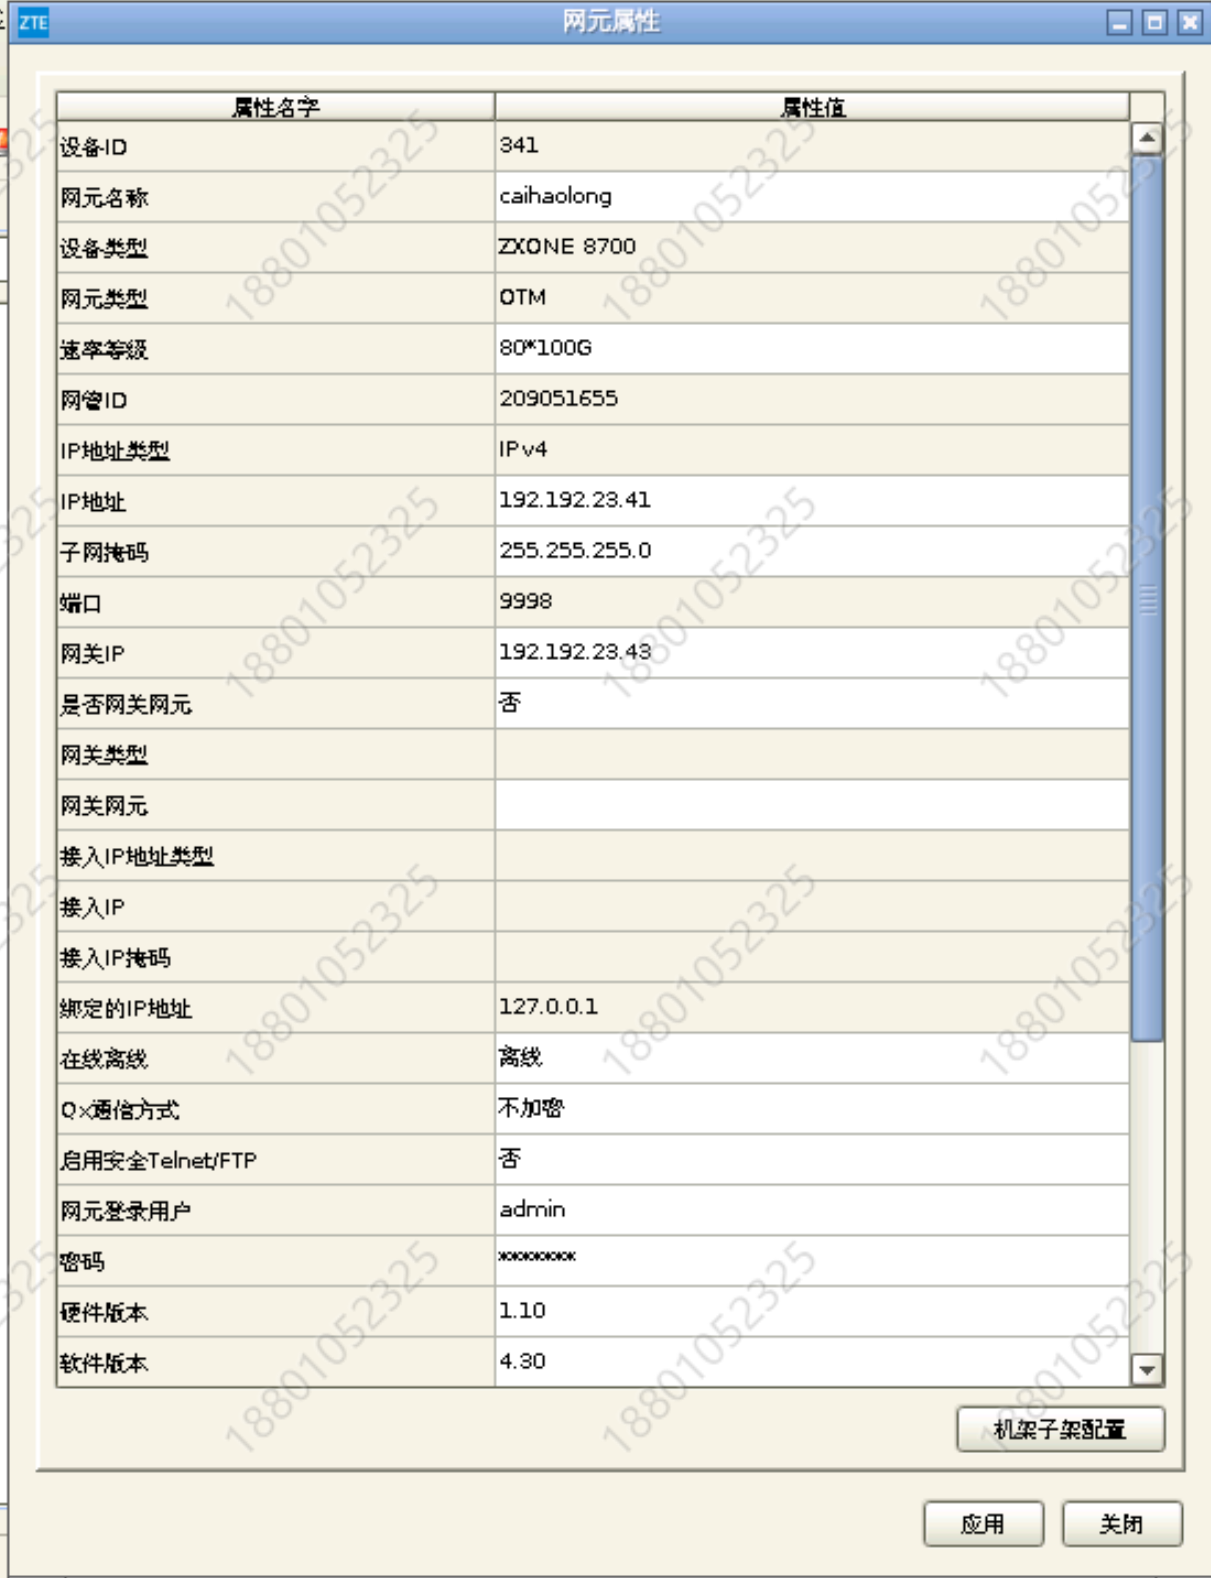 ZTE 网元属性
属性名字 属性值
设备ID 341
网元名称 caihaolong
设备类型 ZXONE 8700
网元类型 OTM
速率等级 80*100G
网管ID 209051655
IP地址类型 IPv4
IP地址 192.192.23.41
子网掩码 255.255.255.0
端口 9998
网关IP 192.192.23.43
是否网关网元 否
网关类型
网关网元
接入IP地址类型
接入IP
接入IP掩码
绑定的IP地址 127.0.0.1
在线离线 离线
Qx通信方式 不加密
启用安全Telnet/FTP 否
网元登录用户 admin
密码 ********
硬件版本 1.10
软件版本 4.30
机架子架配置
应用 关闭
18801052325 18801052325 18801052325
18801052325 18801052325 18801052325
18801052325 18801052325 18801052325
18801052325 18801052325 18801052325